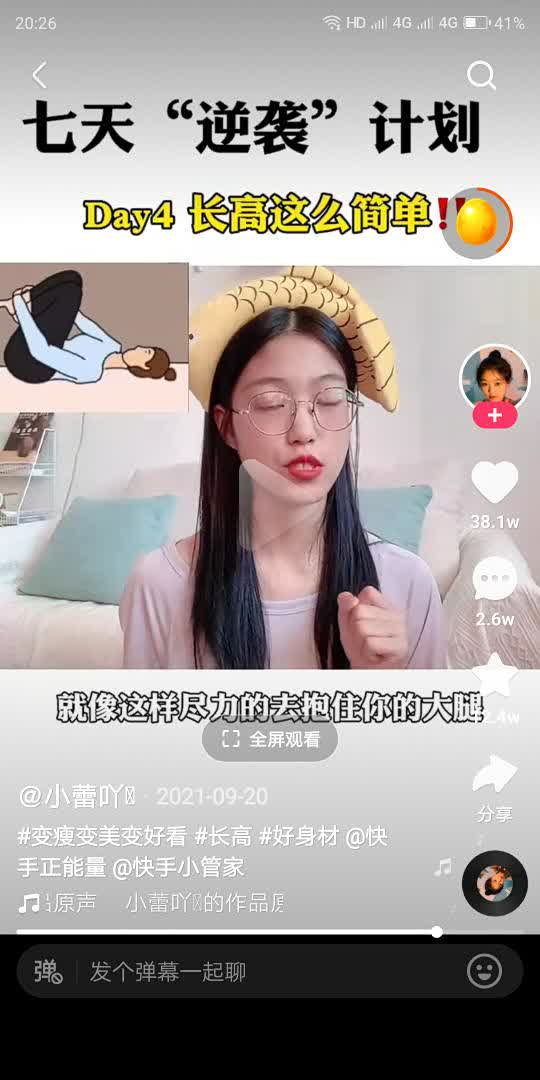 20:26
HD 4G 4G 41%
七天“逆袭”计划
Day4 长高这么简单!!
38.1w
2.6w
就像这样尽力的去抱住你的大腿
2.4w
全屏观看
@小蕾吖 · 2021-09-20
分享
#变瘦变美变好看 #长高 #好身材 @快
手正能量 @快手小管家
原声 小蕾吖的作品原
弹 发个弹幕一起聊